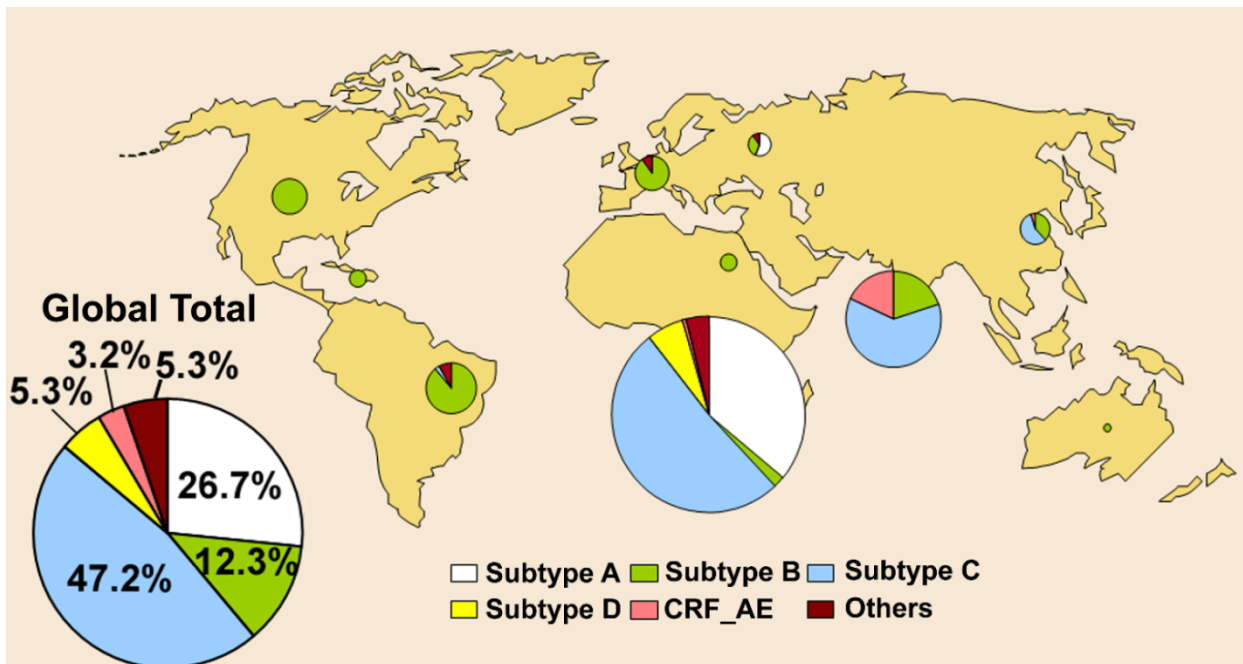 Global Total
3.2%
5.3%
5.3%
26.7%
12.3%
47.2%
Subtype A Subtype B Subtype C
Subtype D CRF_AE Others